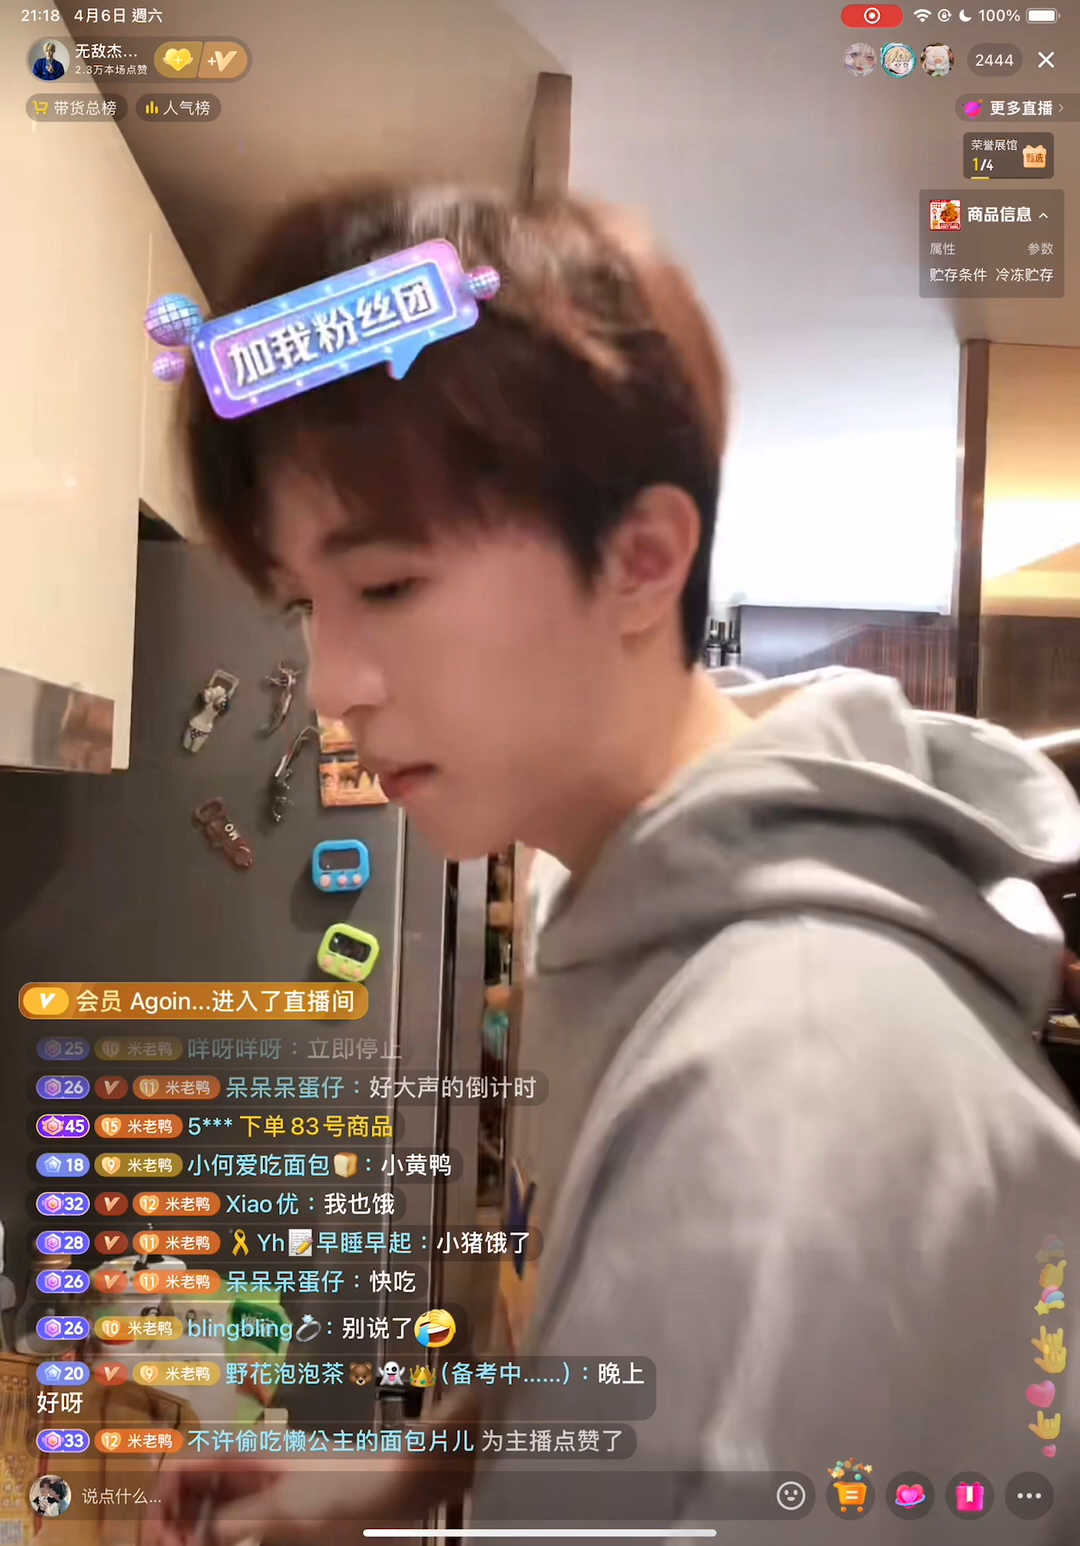 21:18 4月6日 週六
100%
无敌杰...
2.3万本场点赞
+V
2444
带货总榜
人气榜
更多直播
荣誉展馆
1/4
甄选
商品信息
属性 参数
贮存条件 冷冻贮存
加我粉丝团
MO
V 会员 Agoin...进入了直播间
25 10 米老鸭 咩呀咩呀：立即停止
26 V 11 米老鸭 呆呆呆蛋仔：好大声的倒计时
45 15 米老鸭 5*** 下单83号商品
18 9 米老鸭 小何爱吃面包🍞：小黄鸭
32 V 12 米老鸭 Xiao优：我也饿
28 V 11 米老鸭 🎗Yh📝早睡早起：小猪饿了
26 V 11 米老鸭 呆呆呆蛋仔：快吃
26 10 米老鸭 blingbling💍：别说了🤣
20 V 9 米老鸭 野花泡泡茶🐻👻👑(备考中……)：晚上
好呀
33 12 米老鸭 不许偷吃懒公主的面包片儿 为主播点赞了
说点什么...